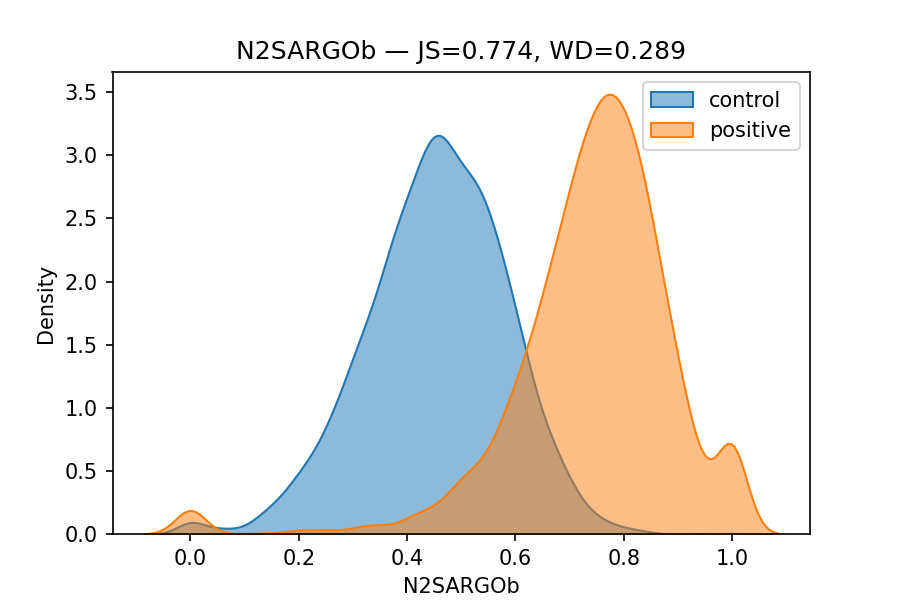 N2SARGOb — JS=0.774, WD=0.289
control
positive
3.5
3.0
2.5
2.0
1.5
1.0
0.5
0.0
Density
0.0 0.2 0.4 0.6 0.8 1.0
N2SARGOb